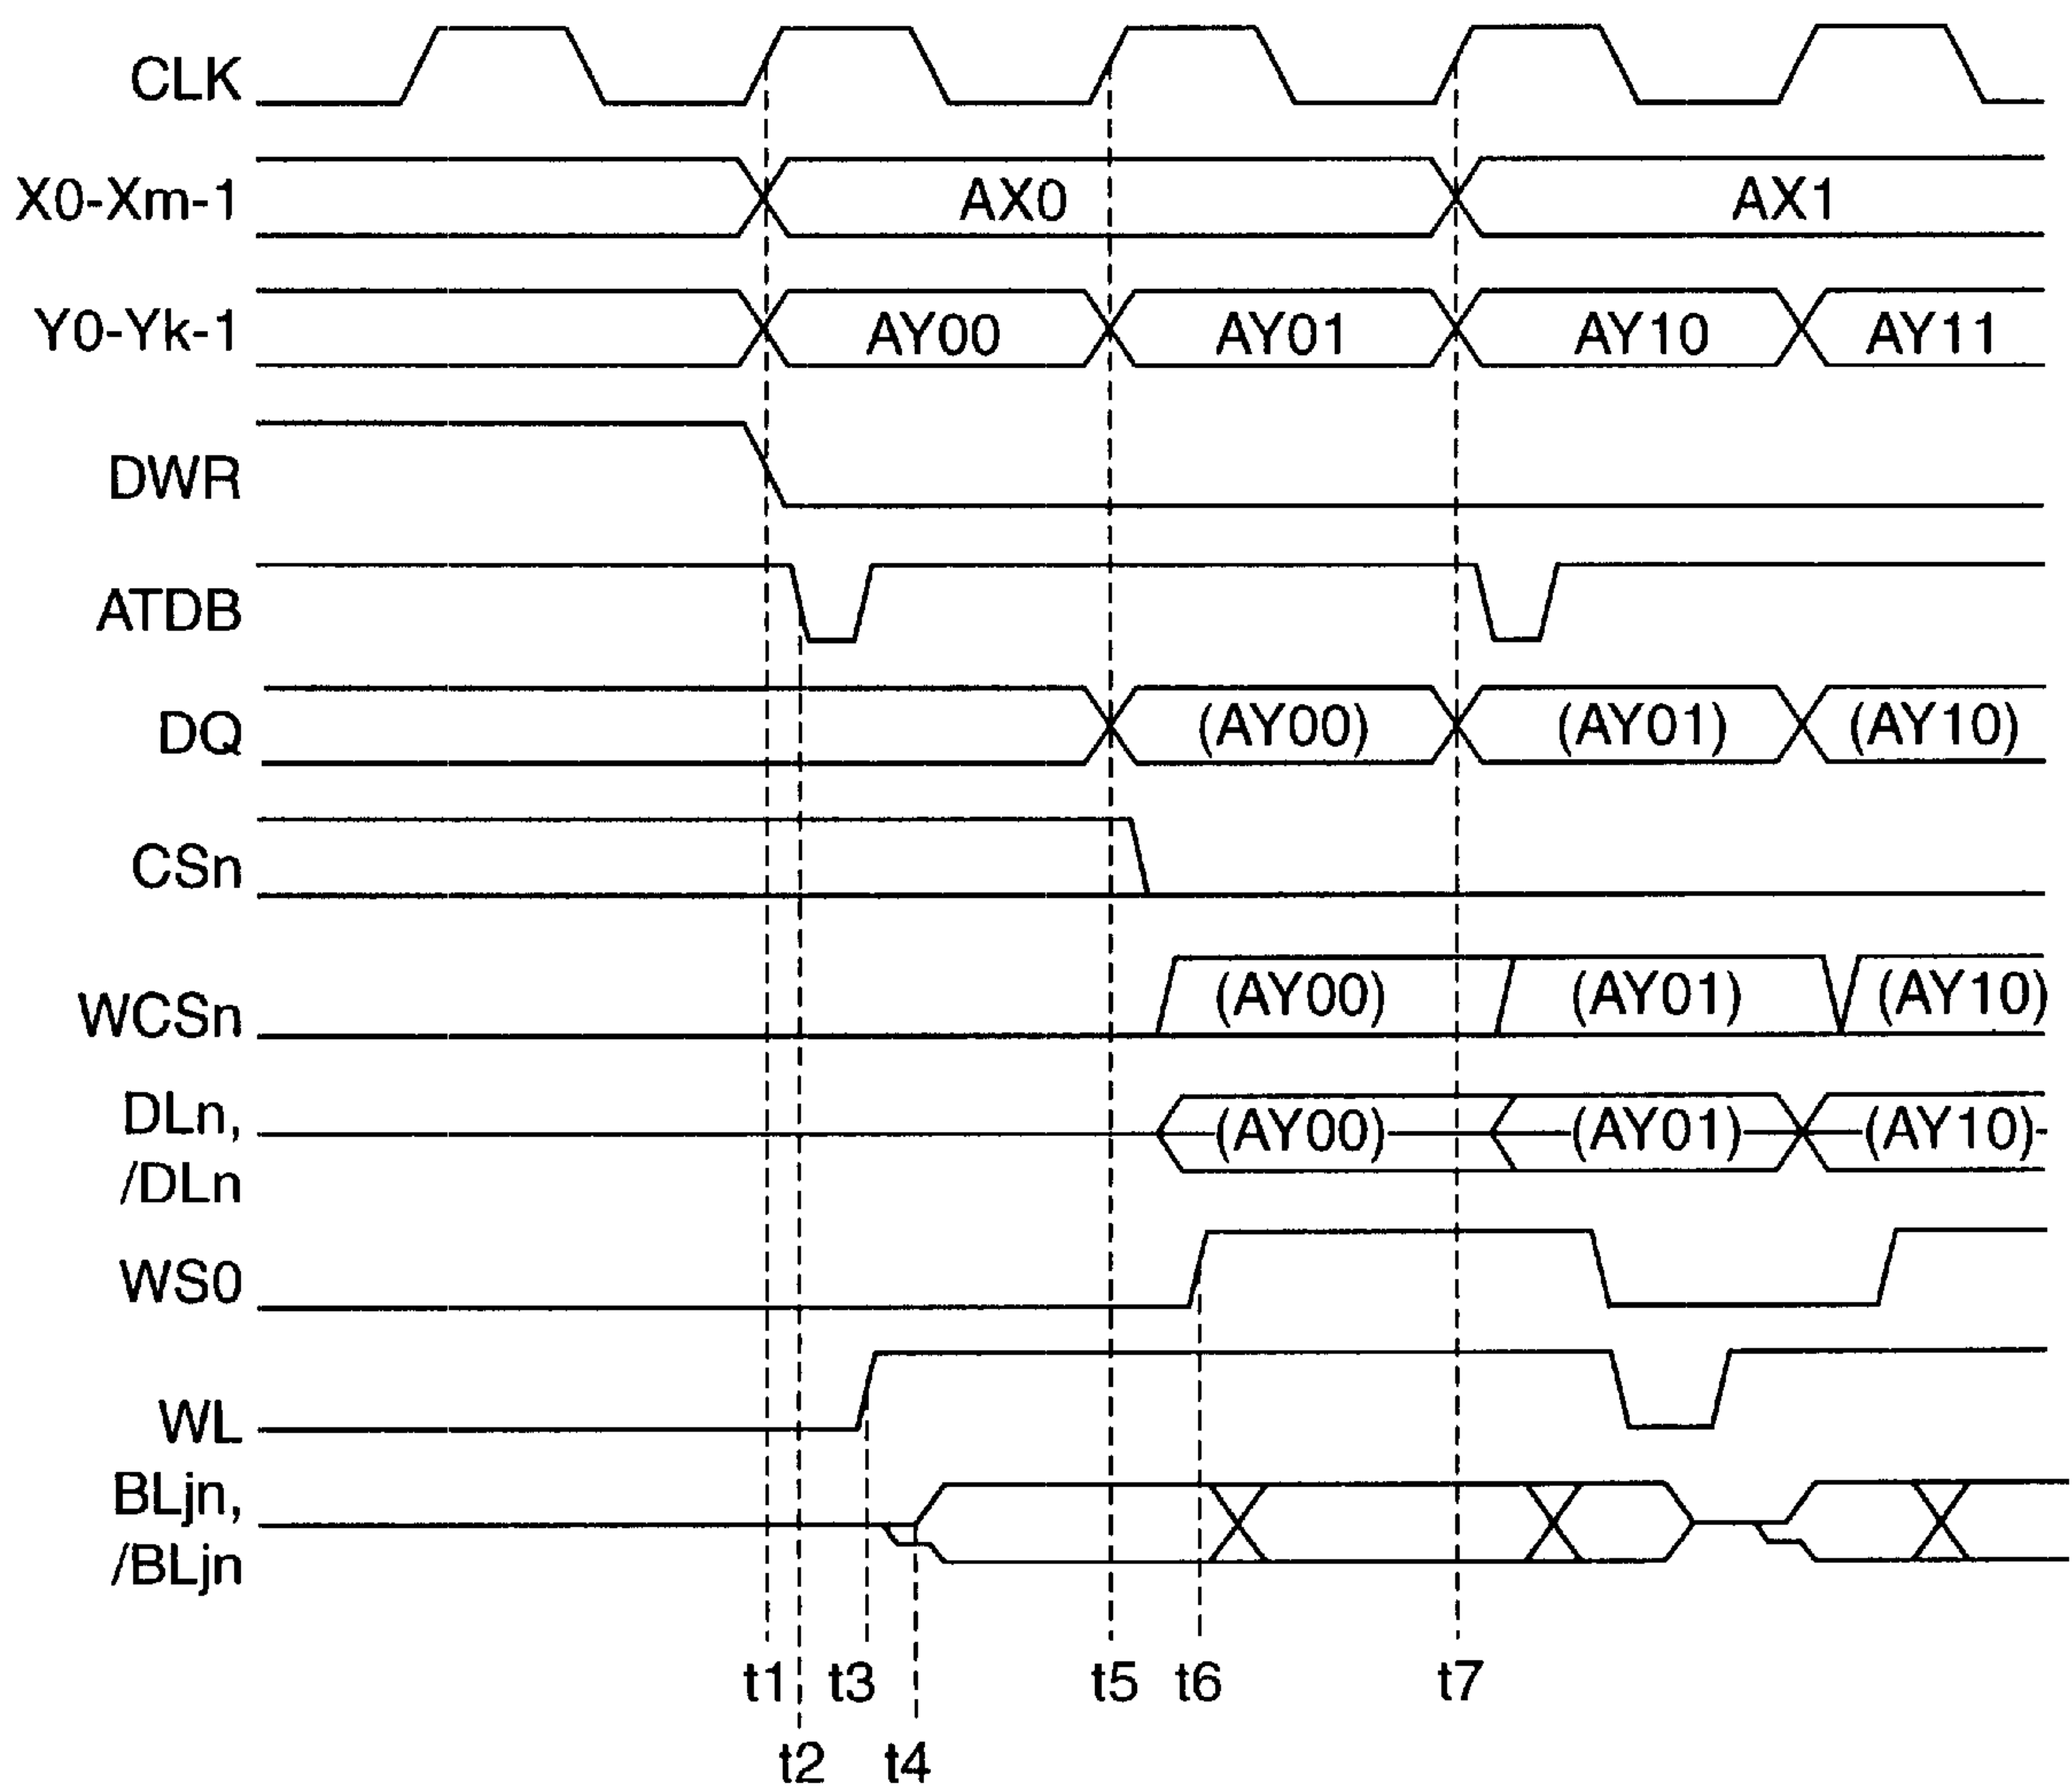 CLK
X0-Xm-1 AX0 AX1
Y0-Yk-1 AY00 AY01 AY10 AY11
DWR
ATDB
DQ (AY00) (AY01) (AY10)
CSn
WCSn (AY00) (AY01) (AY10)
DLn,
/DLn (AY00) (AY01) (AY10)
WS0
WL
BLjn,
/BLjn
t1 t3 t5 t6 t7
t2 t4